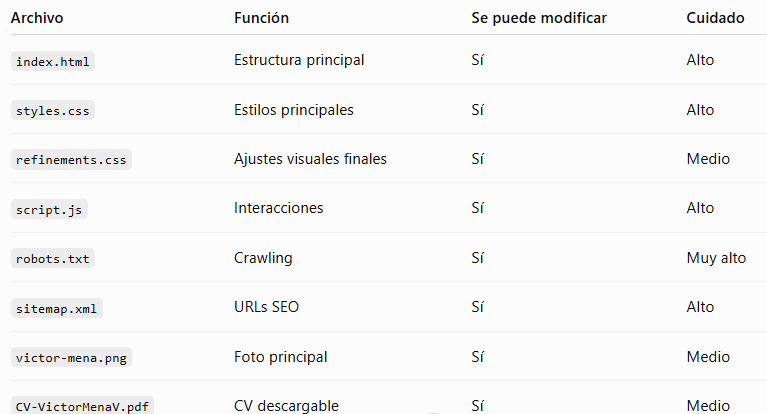 Archivo Función Se puede modificar Cuidado
index.html Estructura principal Sí Alto
styles.css Estilos principales Sí Alto
refinements.css Ajustes visuales finales Sí Medio
script.js Interacciones Sí Alto
robots.txt Crawling Sí Muy alto
sitemap.xml URLs SEO Sí Alto
victor-mena.png Foto principal Sí Medio
CV-VictorMenaV.pdf CV descargable Sí Medio